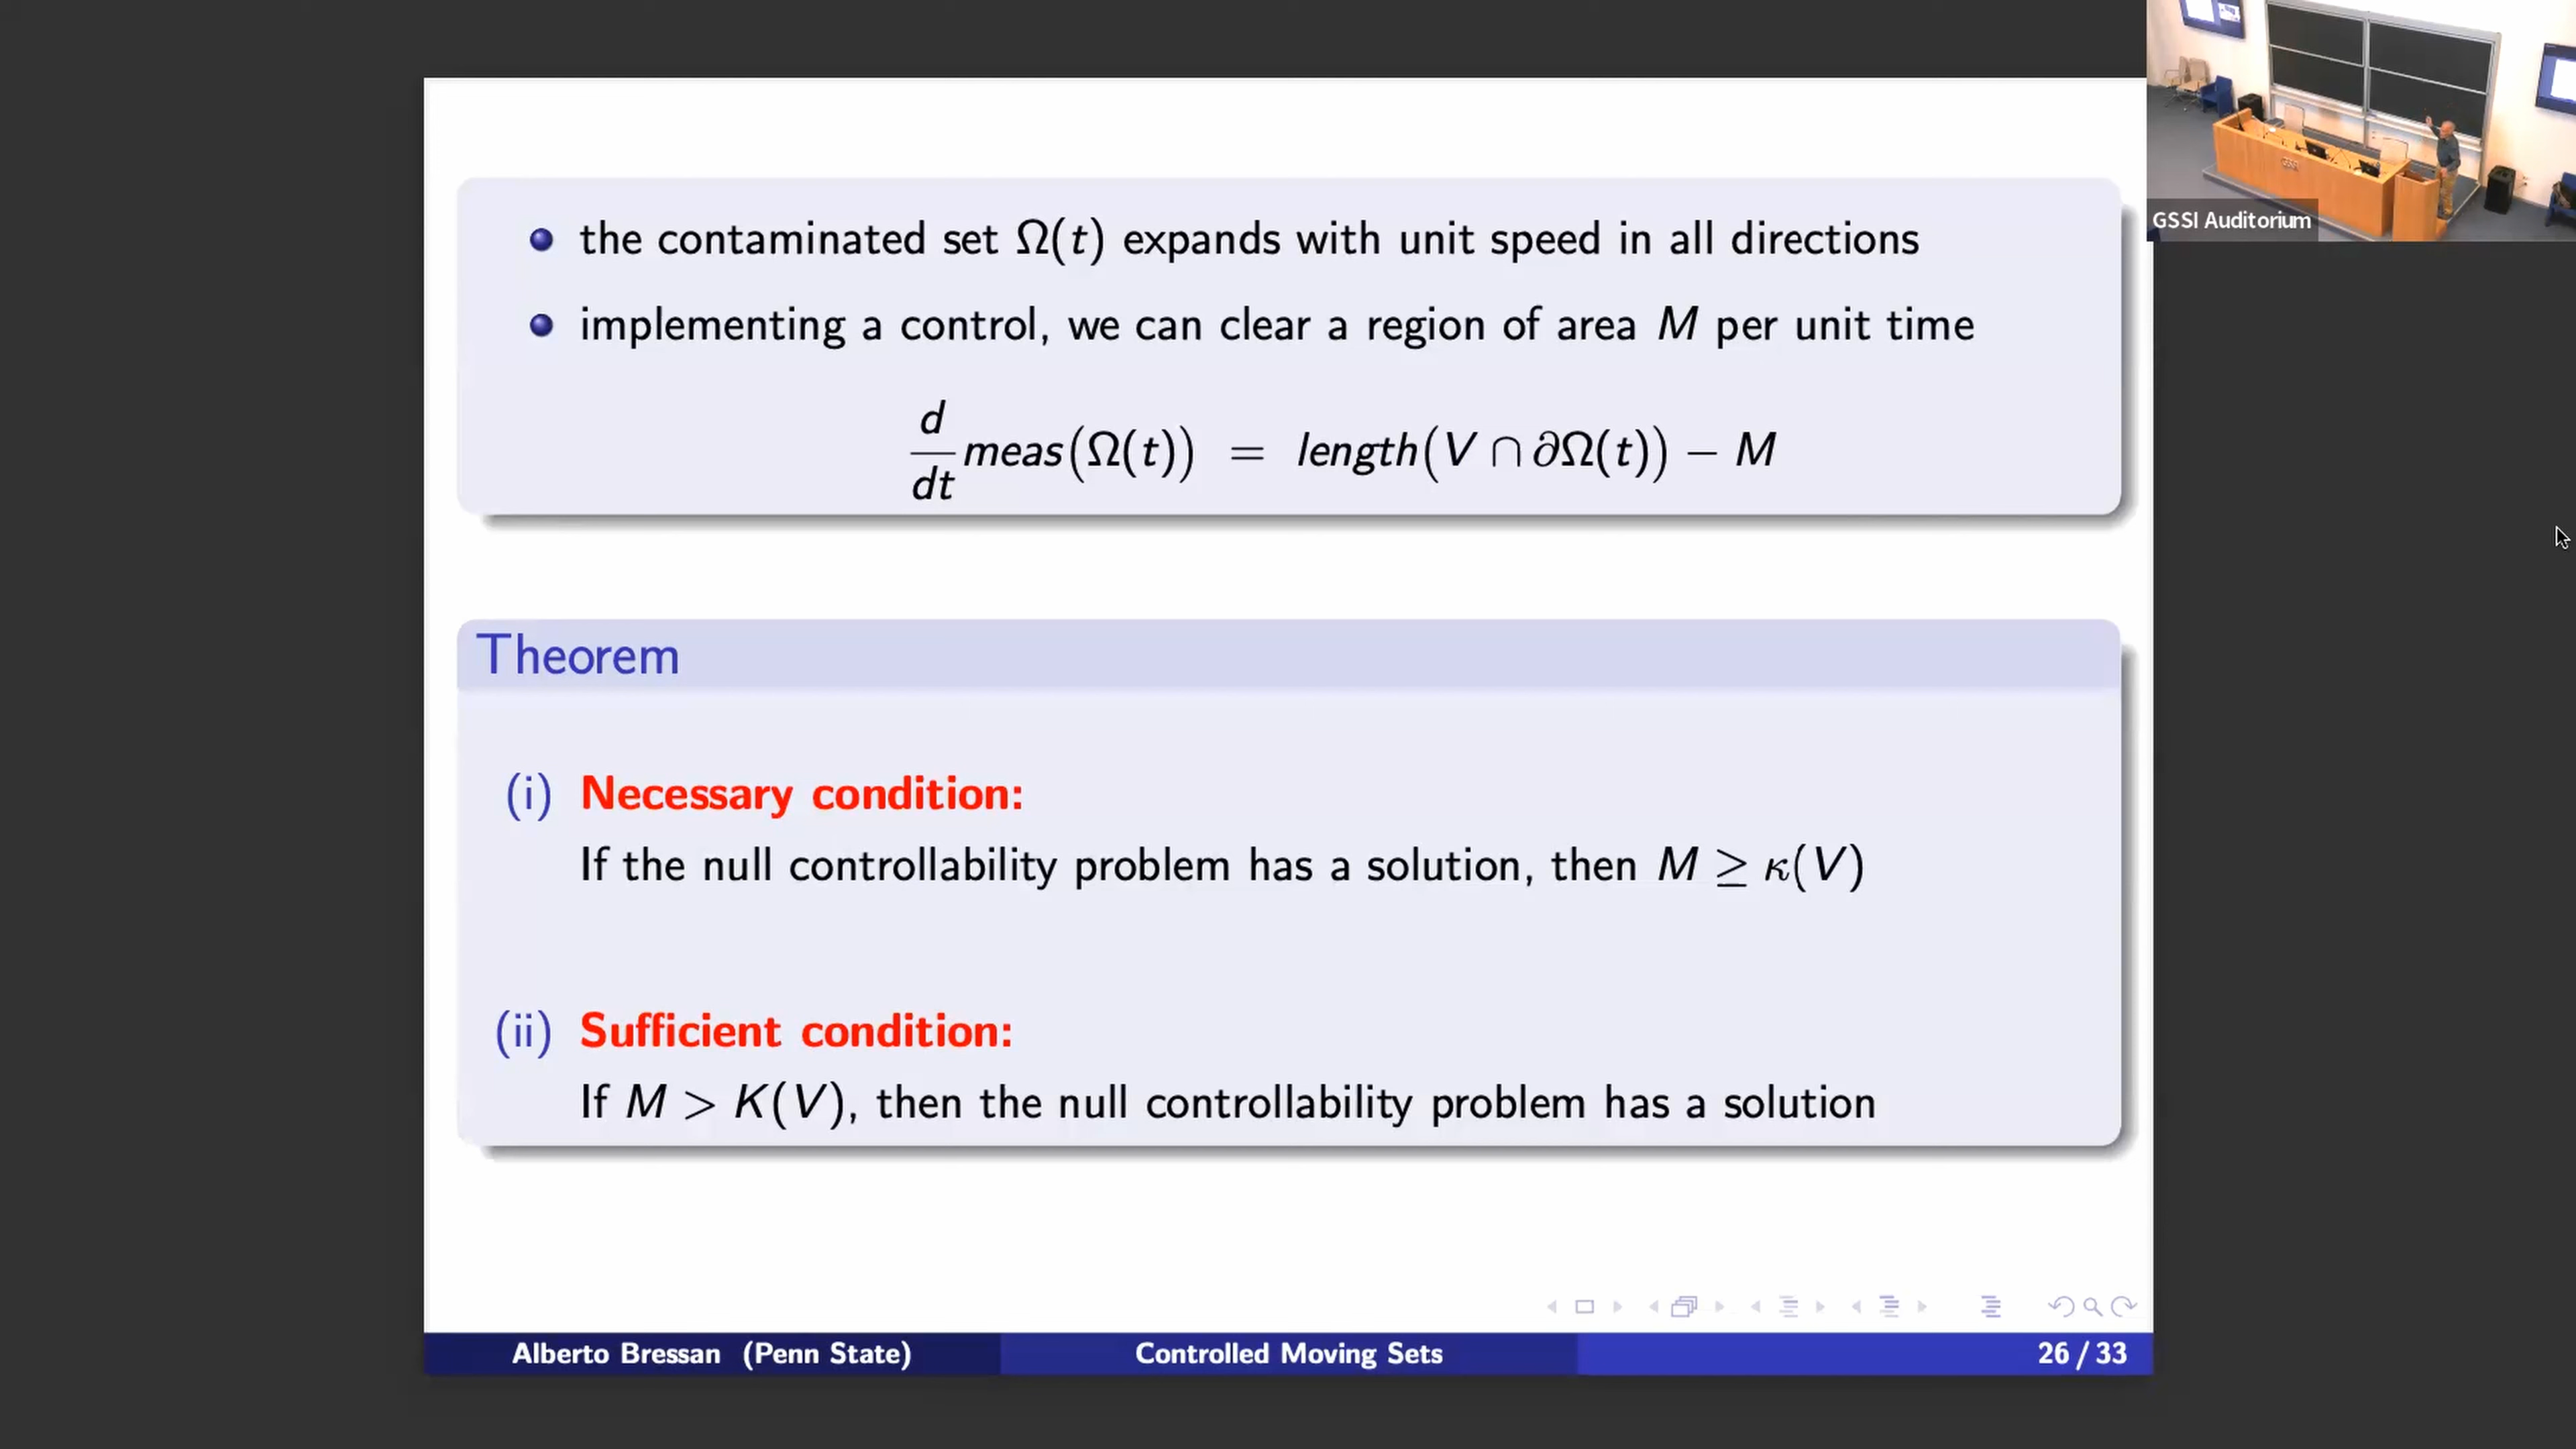 • the contaminated set Ω(t) expands with unit speed in all directions
• implementing a control, we can clear a region of area M per unit time
d/dt meas(Ω(t)) = length(V ∩ ∂Ω(t)) − M
Theorem
(i) Necessary condition:
If the null controllability problem has a solution, then M ≥ κ(V)
(ii) Sufficient condition:
If M > K(V), then the null controllability problem has a solution
Alberto Bressan (Penn State)
Controlled Moving Sets
26 / 33
GSSI Auditorium